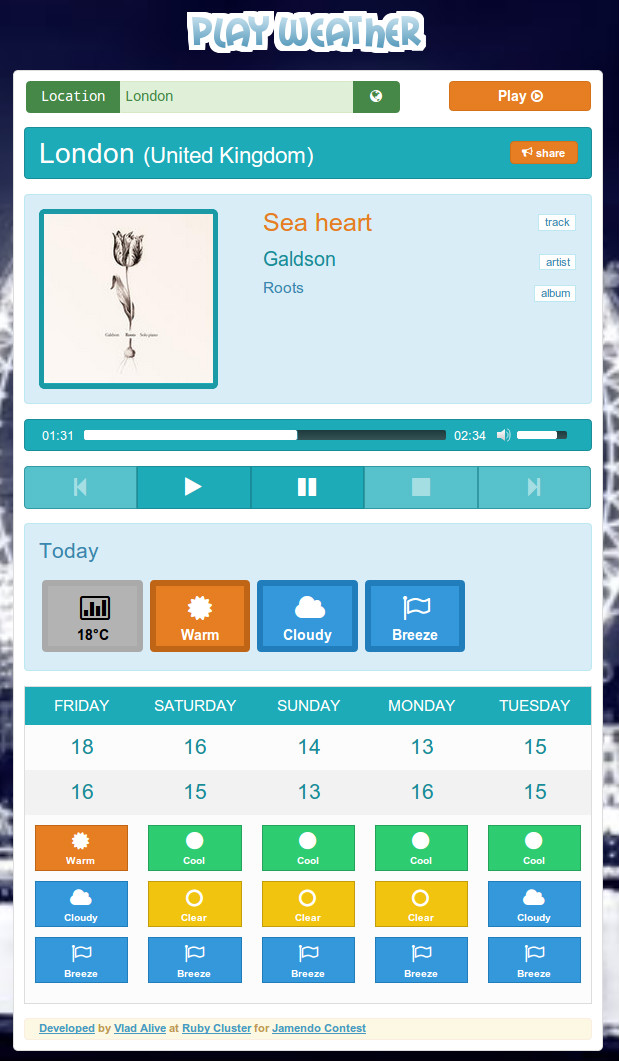 PLAY WEATHER
Location London Play
London (United Kingdom) share
Sea heart track
Galdson artist
Roots album
Galdson Roots Solo piano
01:31 02:34
Today
18°C Warm Cloudy Breeze
FRIDAY SATURDAY SUNDAY MONDAY TUESDAY
18 16 14 13 15
16 15 13 16 15
Warm Cool Cool Cool Cool
Cloudy Clear Clear Clear Cloudy
Breeze Breeze Breeze Breeze Breeze
Developed by Vlad Alive at Ruby Cluster for Jamendo Contest